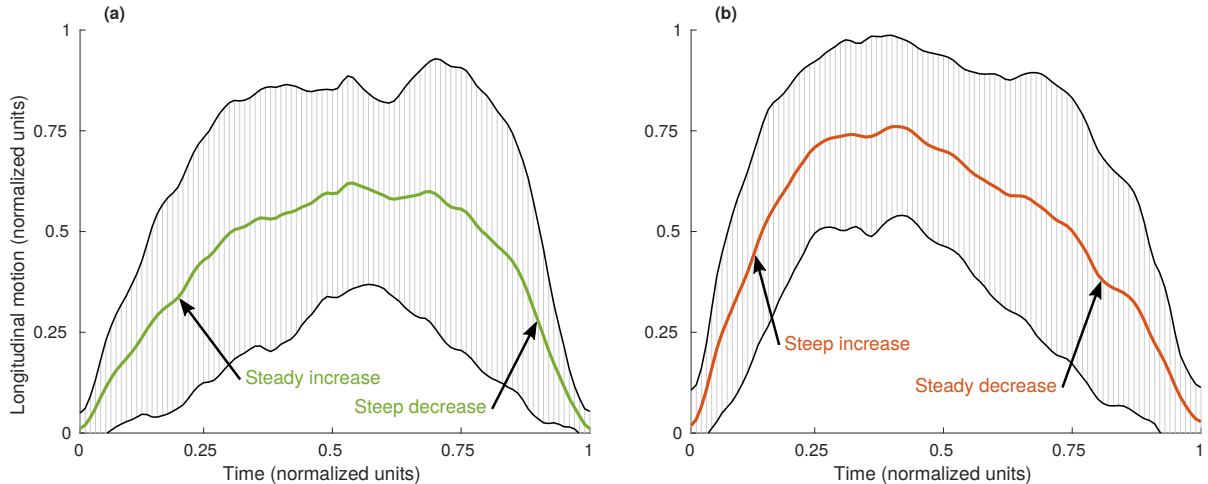 (a)
Longitudinal motion (normalized units)
1
0.75
0.5
0.25
0
Steady increase
Steep decrease
0
0.25
0.5
0.75
1
Time (normalized units)
(b)
1
0.75
0.5
0.25
0
Steep increase
Steady decrease
0
0.25
0.5
0.75
1
Time (normalized units)